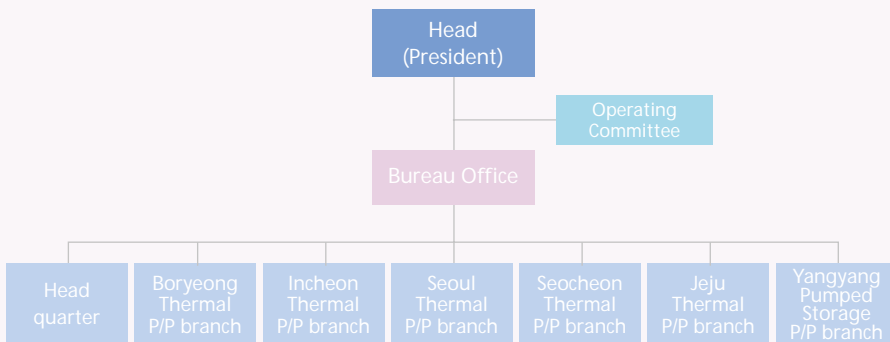 Head
(President)
Operating
Committee
Bureau Office
Head
quarter
Boryeong
Thermal
P/P branch
Incheon
Thermal
P/P branch
Seoul
Thermal
P/P branch
Seocheon
Thermal
P/P branch
Jeju
Thermal
P/P branch
Yangyang
Pumped
Storage
P/P branch